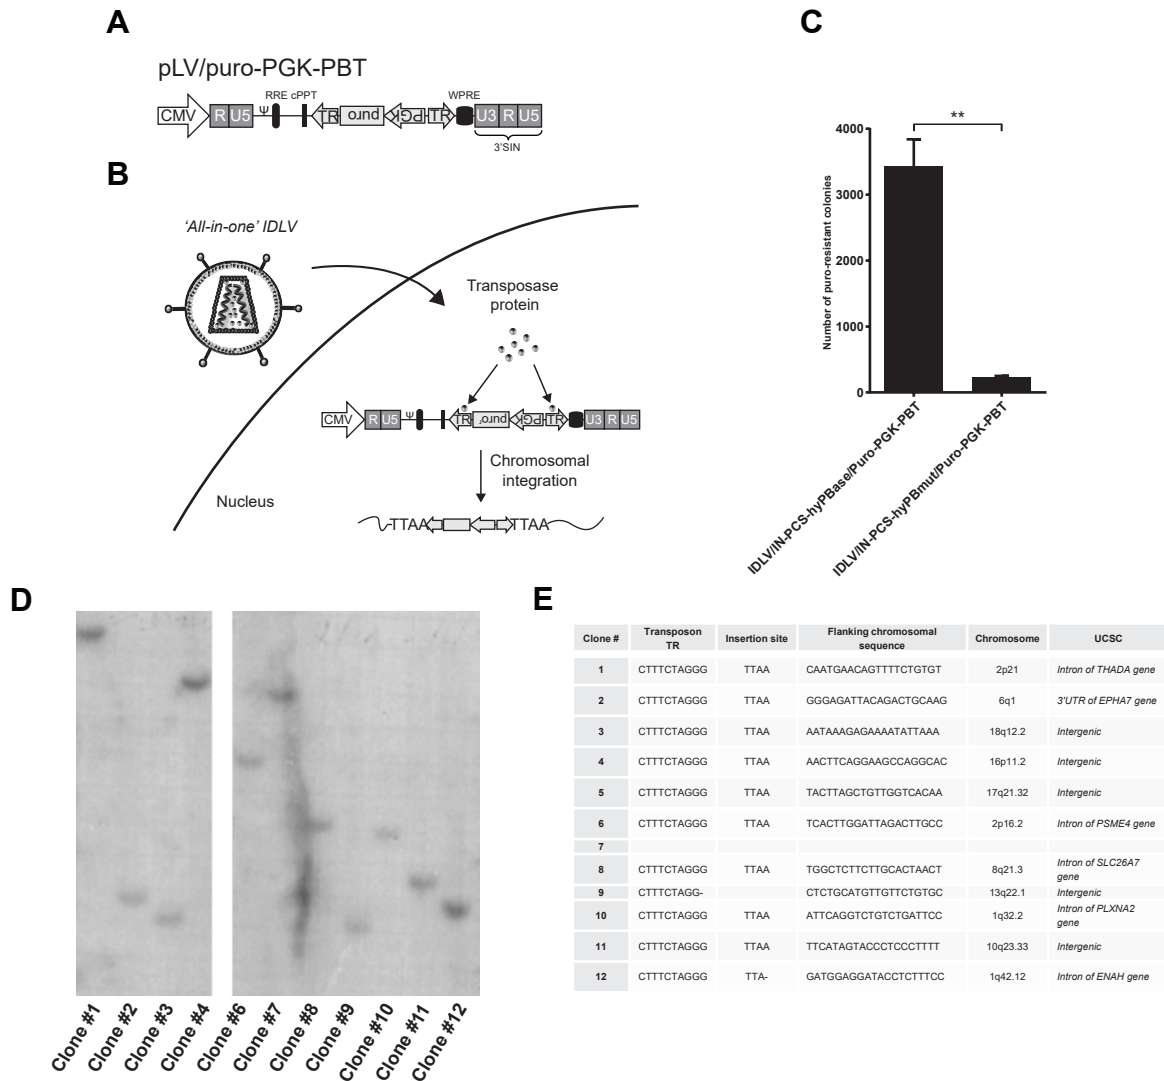 A
pLV/puro-PGK-PBT
RRE cPPT
WPRE
CMV
R U5
Ψ
TR
puro
PGK
TR
U3 R U5
3'SIN
B
'All-in-one' IDLV
Transposase
protein
CMV
R U5
Ψ
TR
puro^r
PGK
TR
U3 R U5
Chromosomal
integration
Nucleus
TTAA
TTAA
C
**
Number of puro-resistant colonies
4000
3000
2000
1000
0
IDLV/IN-PCS-hyPBase/Puro-PGK-PBT
IDLV/IN-PCS-hyPBmut/Puro-PGK-PBT
D
Clone #1
Clone #2
Clone #3
Clone #4
Clone #6
Clone #7
Clone #8
Clone #9
Clone #10
Clone #11
Clone #12
E
Clone # Transposon TR Insertion site Flanking chromosomal sequence Chromosome UCSC
1 CTTTCTAGGG TTAA CAATGAACAGTTTTCTGTGT 2p21 Intron of THADA gene
2 CTTTCTAGGG TTAA GGGAGATTACAGACTGCAAG 6q1 3'UTR of EPHA7 gene
3 CTTTCTAGGG TTAA AATAAAGAGAAAATATTAAA 18q12.2 Intergenic
4 CTTTCTAGGG TTAA AACTTCAGGAAGCCAGGCAC 16p11.2 Intergenic
5 CTTTCTAGGG TTAA TACTTAGCTGTTGGTCACAA 17q21.32 Intergenic
6 CTTTCTAGGG TTAA TCACTTGGATTAGACTTGCC 2p16.2 Intron of PSME4 gene
7
8 CTTTCTAGGG TTAA TGGCTCTTCTTGCACTAACT 8q21.3 Intron of SLC26A7 gene
9 CTTTCTAGG- CTCTGCATGTTGTTCTGTGC 13q22.1 Intergenic
10 CTTTCTAGGG TTAA ATTCAGGTCTGTCTGATTCC 1q32.2 Intron of PLXNA2 gene
11 CTTTCTAGGG TTAA TTCATAGTACCCTCCCTTTT 10q23.33 Intergenic
12 CTTTCTAGGG TTA- GATGGAGGATACCTCTTTCC 1q42.12 Intron of ENAH gene